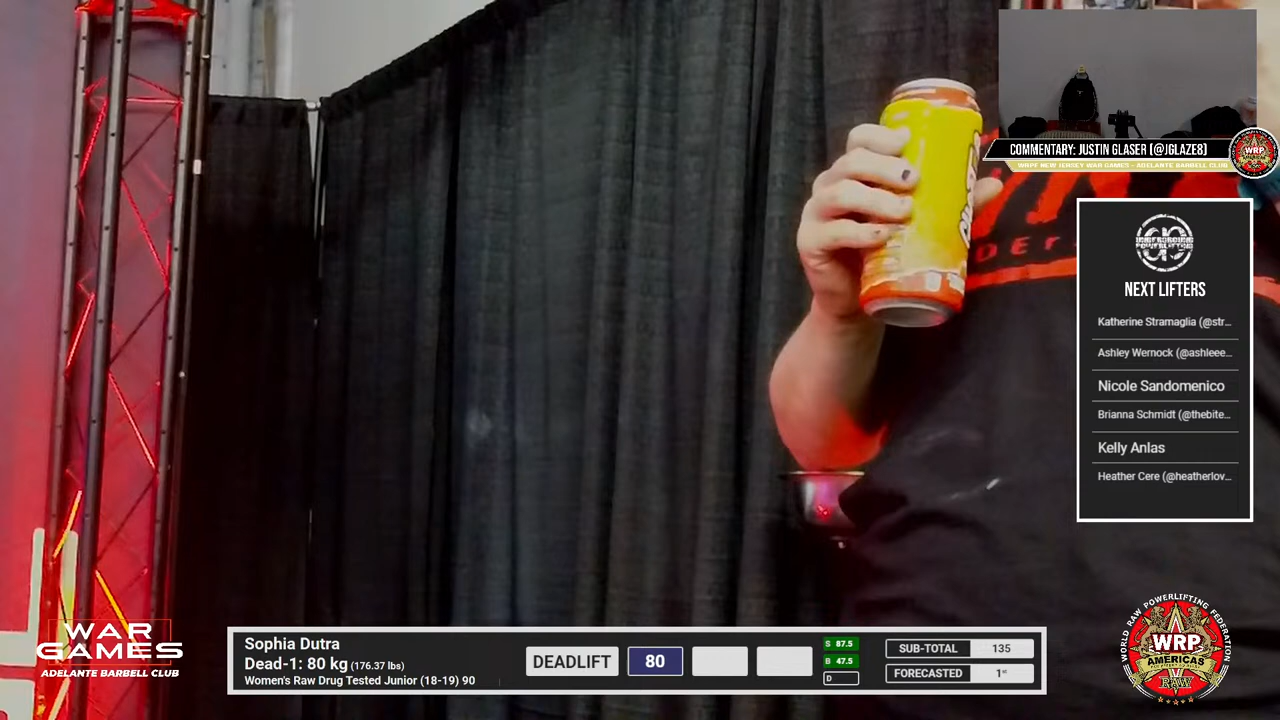 COMMENTARY: JUSTIN GLASER (@JGLAZE8)
WRPF NEW JERSEY WAR GAMES - ADELANTE BARBELL CLUB
WRP
NEXT LIFTERS
Katherine Stramaglia (@str...
Ashley Wernock (@ashleee...
Nicole Sandomenico
Brianna Schmidt (@thebite...
Kelly Anlas
Heather Cere (@heatherlov...
WAR
GAMES
ADELANTE BARBELL CLUB
Sophia Dutra
Dead-1: 80 kg (176.37 lbs)
Women's Raw Drug Tested Junior (18-19) 90
DEADLIFT
80
S 87.5
B 47.5
D
SUB-TOTAL 135
FORECASTED 1st
WORLD RAW POWERLIFTING FEDERATION
WRP
AMERICAS
RAW